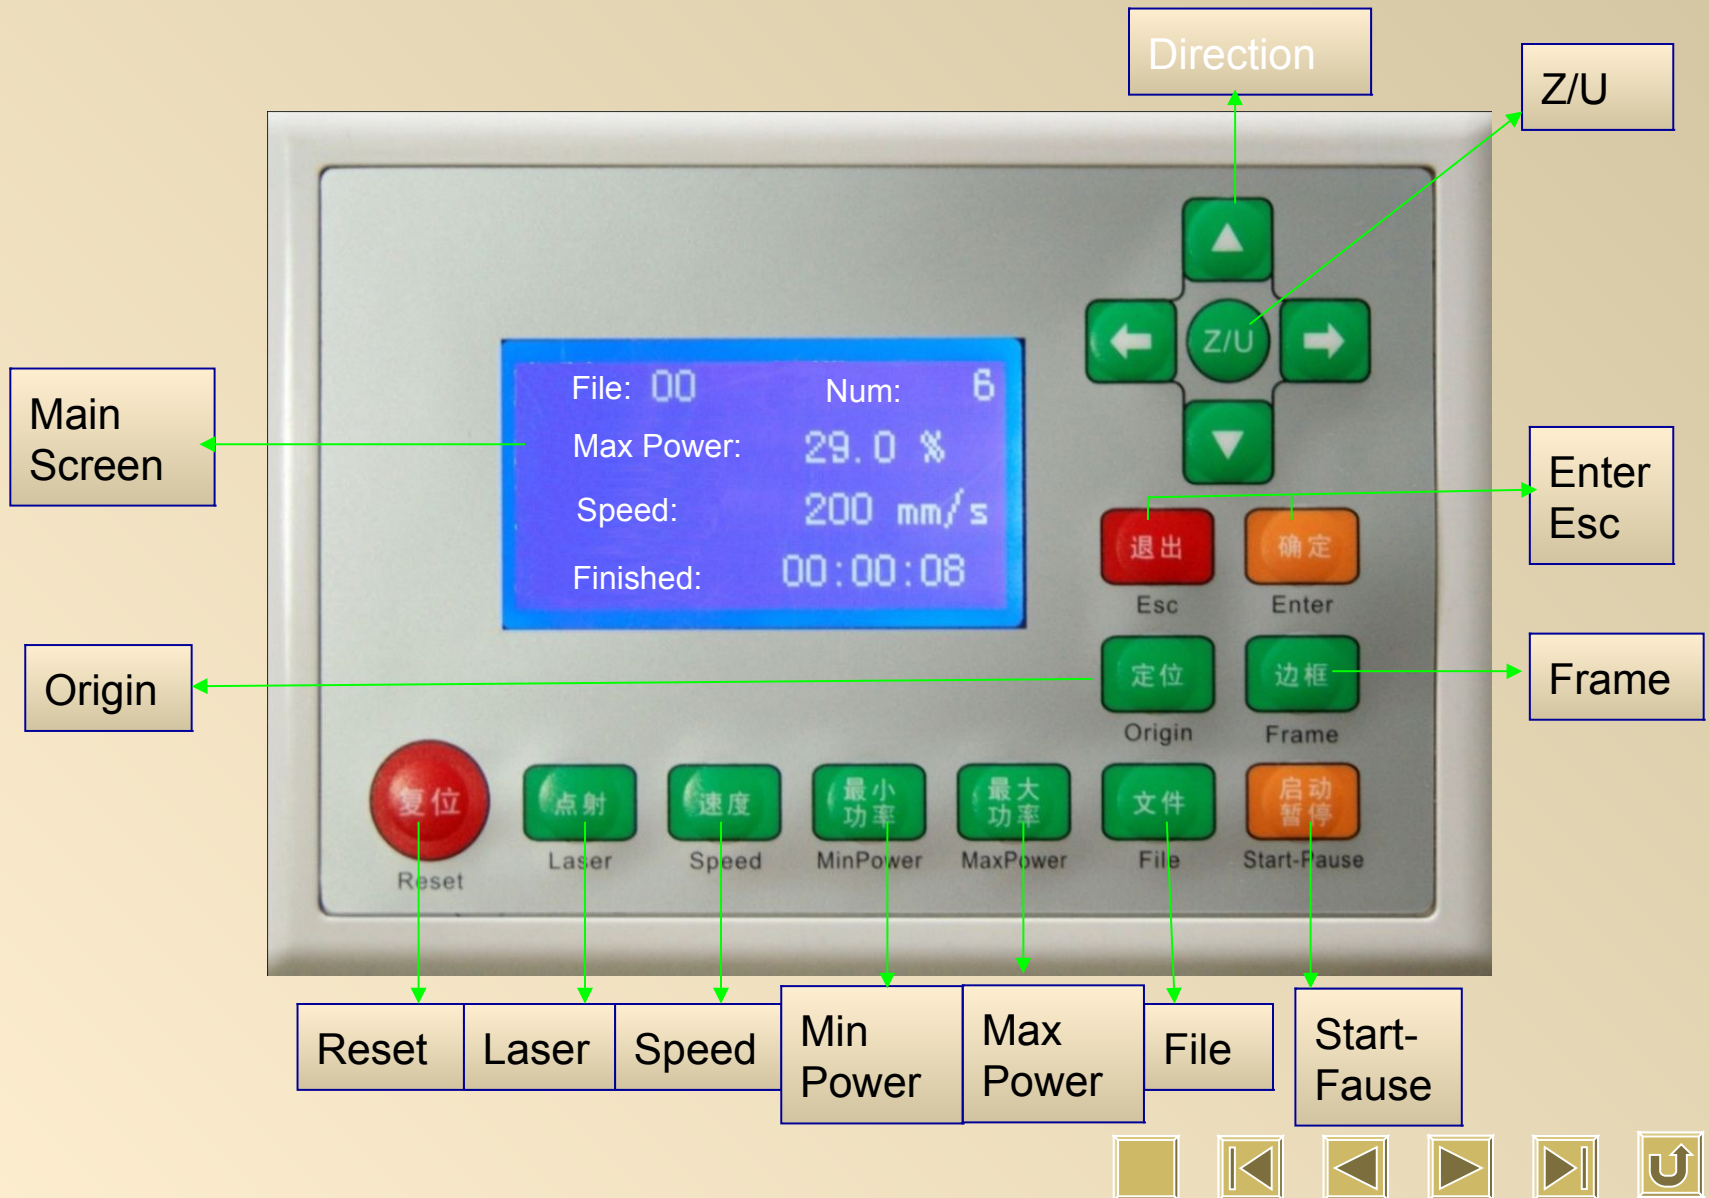 Direction
Z/U
Z/U
File: 00 Num: 6
Max Power: 29.0 %
Speed: 200 mm/s
Finished: 00:00:08
Main
Screen
Enter
Esc
退出 确定
Esc Enter
定位 边框
Origin Frame
Origin
Frame
复位
点射
速度
最小
功率
最大
功率
文件
启动
暂停
Reset
Laser
Speed
MinPower
MaxPower
File
Start-Pause
Reset
Laser
Speed
Min
Power
Max
Power
File
Start-
Fause